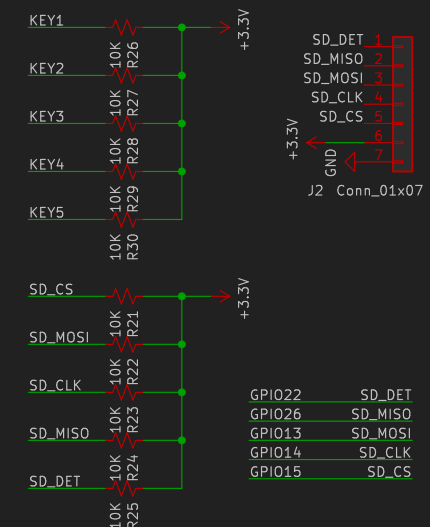 KEY1
10K R26
+3.3V
KEY2
10K R27
KEY3
10K R28
KEY4
10K R29
KEY5
10K R30
SD_DET 1
SD_MISO 2
SD_MOSI 3
SD_CLK 4
SD_CS 5
+3.3V 6
GND 7
J2 Conn_01x07
SD_CS
10K R21
+3.3V
SD_MOSI
10K R22
SD_CLK
10K R23
SD_MISO
10K R24
SD_DET
10K R25
GPIO22 SD_DET
GPIO26 SD_MISO
GPIO13 SD_MOSI
GPIO14 SD_CLK
GPIO15 SD_CS